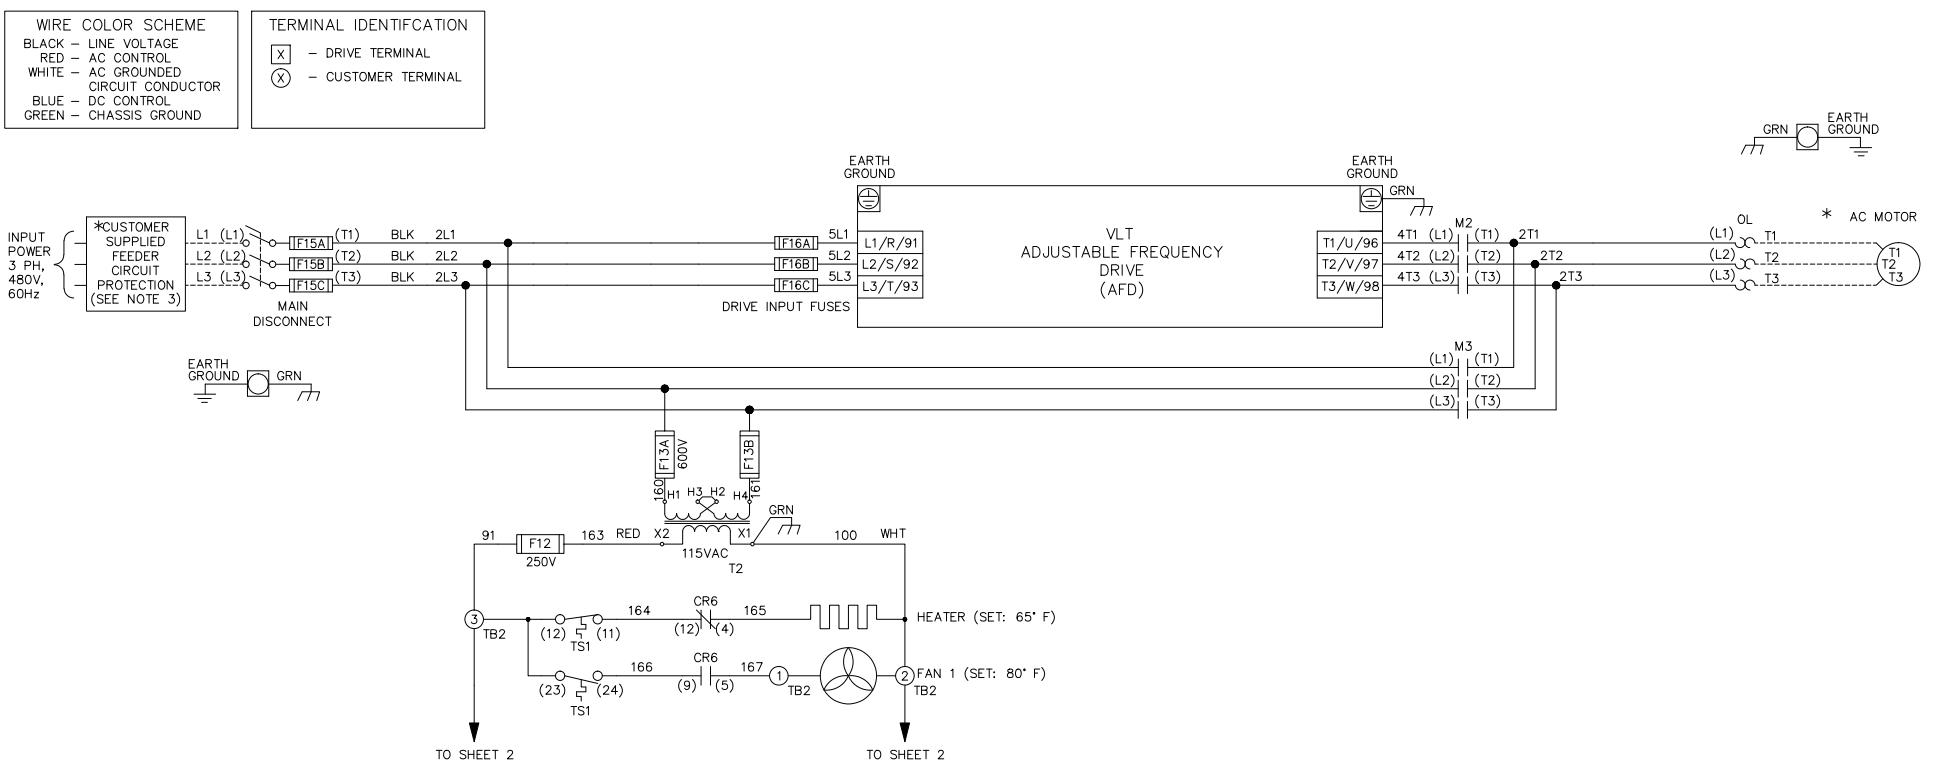 WIRE COLOR SCHEME
BLACK – LINE VOLTAGE
RED – AC CONTROL
WHITE – AC GROUNDED
CIRCUIT CONDUCTOR
BLUE – DC CONTROL
GREEN – CHASSIS GROUND
TERMINAL IDENTIFCATION
X – DRIVE TERMINAL
X – CUSTOMER TERMINAL
GRN
EARTH
GROUND
EARTH
GROUND
EARTH
GROUND
GRN
INPUT
POWER
3 PH,
480V,
60Hz
*CUSTOMER
SUPPLIED
FEEDER
CIRCUIT
PROTECTION
(SEE NOTE 3)
L1 (L1) F15A (T1) BLK 2L1 F16A 5L1 L1/R/91
L2 (L2) F15B (T2) BLK 2L2 F16B 5L2 L2/S/92
L3 (L3) F15C (T3) BLK 2L3 F16C 5L3 L3/T/93
MAIN
DISCONNECT
DRIVE INPUT FUSES
VLT
ADJUSTABLE FREQUENCY
DRIVE
(AFD)
M2
OL
* AC MOTOR
T1/U/96 4T1 (L1) (T1) 2T1 (L1) T1
T2/V/97 4T2 (L2) (T2) 2T2 (L2) T2
T3/W/98 4T3 (L3) (T3) 2T3 (L3) T3
T1
T2
T3
M3
(L1) (T1)
(L2) (T2)
(L3) (T3)
EARTH
GROUND
GRN
F13A
600V
F13B
160
161
H1 H3 H2 H4
GRN
91 F12 163 RED X2 X1 100 WHT
250V
115VAC
T2
3
TB2
(12) (11) 164 CR6 165 HEATER (SET: 65° F)
TS1
(12) (4)
(23) (24) 166 CR6 167 1 2 FAN 1 (SET: 80° F)
TS1
(9) (5)
TB2
TB2
TO SHEET 2
TO SHEET 2